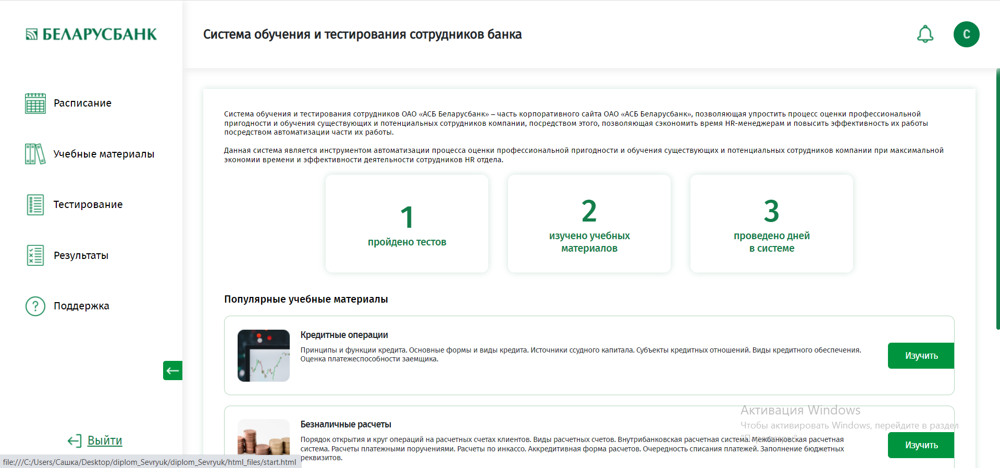 БЕЛАРУСБАНК
Система обучения и тестирования сотрудников банка
С
Расписание
Учебные материалы
Тестирование
Результаты
Поддержка
Выйти
Система обучения и тестирования сотрудников ОАО «АСБ Беларусбанк» – часть корпоративного сайта ОАО «АСБ Беларусбанк», позволяющая упростить процесс оценки профессиональной
пригодности и обучения существующих и потенциальных сотрудников компании, посредством этого, позволяющая сэкономить время HR-менеджерам и повысить эффективность их работы
посредством автоматизации части их работы.
Данная система является инструментом автоматизации процесса оценки профессиональной пригодности и обучения существующих и потенциальных сотрудников компании при максимальной
экономии времени и эффективности деятельности сотрудников HR отдела.
1
пройдено тестов
2
изучено учебных
материалов
3
проведено дней
в системе
Популярные учебные материалы
Кредитные операции
Принципы и функции кредита. Основные формы и виды кредита. Источники ссудного капитала. Субъекты кредитных отношений. Виды кредитного обеспечения.
Оценка платежеспособности заемщика.
Изучить
Безналичные расчеты
Порядок открытия и круг операций на расчетных счетах клиентов. Виды расчетных счетов. Внутрибанковская расчетная система. Межбанковская расчетная
система. Расчеты платежными поручениями. Расчеты по инкассо. Аккредитивная форма расчетов. Очередность списания платежей. Заполнение бюджетных
реквизитов.
Изучить
Активация Windows
Чтобы активировать Windows, перейдите в раздел
"Параметры".
file:///C:/Users/Сашка/Desktop/diplom_Sevryuk/diplom_Sevryuk/html_files/start.html